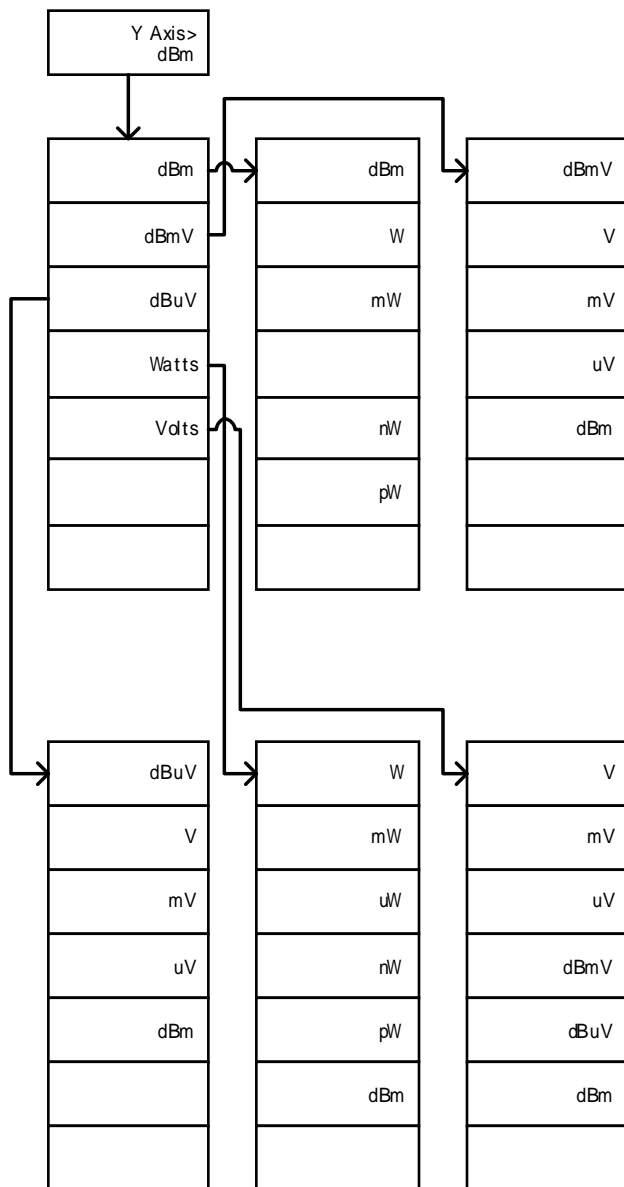 Y Axis>
dBm
dBm
dBmV
dBuV
Watts
Volts
dBm
W
mW
nW
pW
dBmV
V
mV
uV
dBm
dBuV
V
mV
uV
dBm
W
mW
uW
nW
pW
dBm
V
mV
uV
dBmV
dBuV
dBm